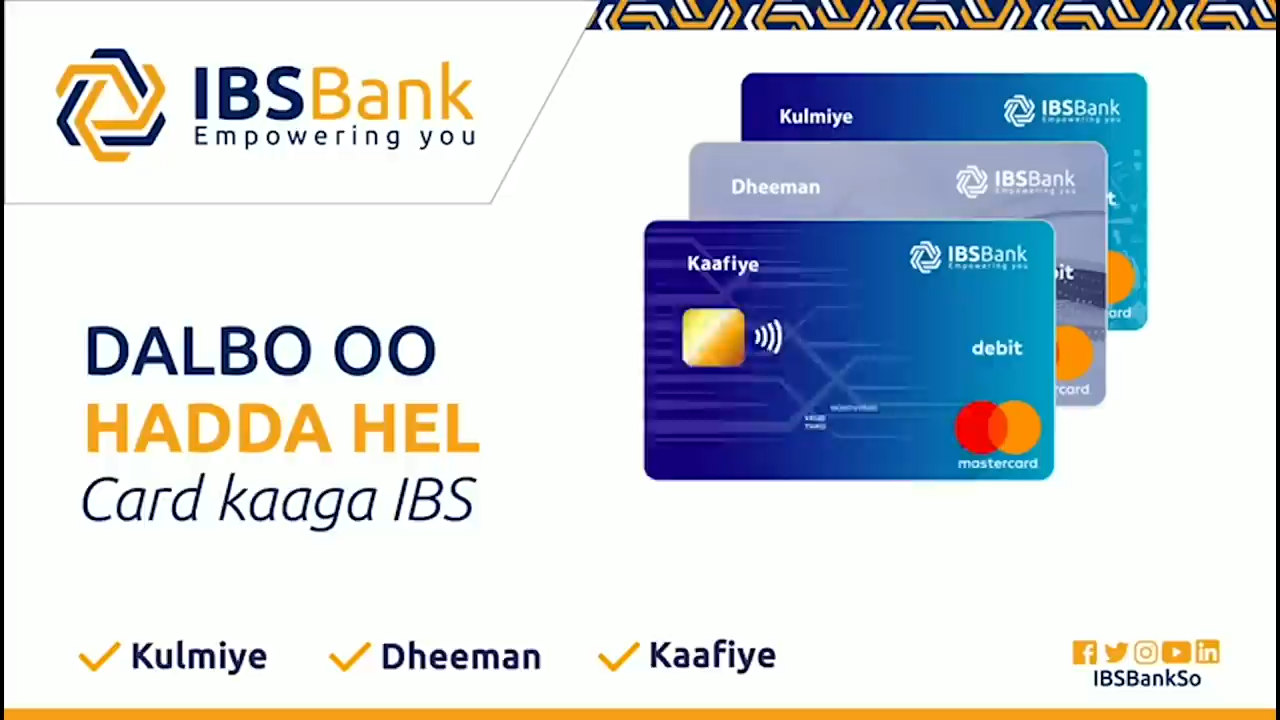 IBSBank
Empowering you
DALBO OO
HADDA HEL
Card kaaga IBS
Kulmiye
IBSBank
Empowering you
Dheeman
IBSBank
Empowering you
Kaafiye
IBSBank
Empowering you
debit
mastercard
Kulmiye
Dheeman
Kaafiye
IBSBankSo